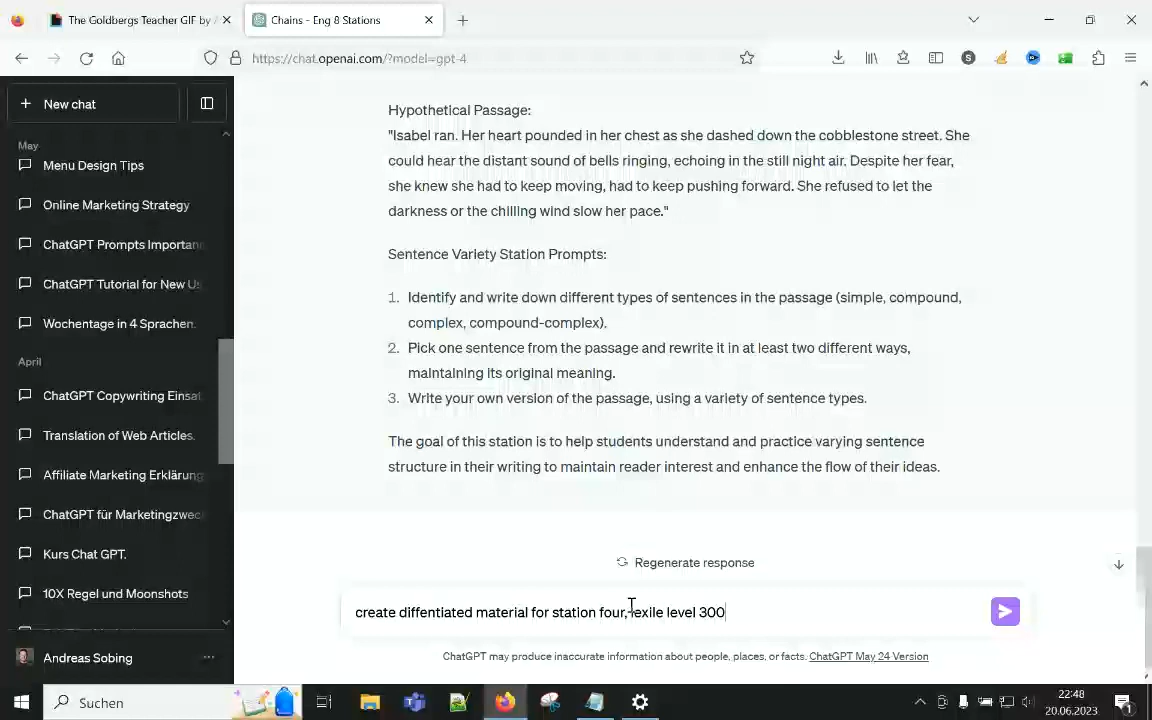 The Goldbergs Teacher GIF by A
Chains - Eng 8 Stations
https://chat.openai.com/?model=gpt-4
New chat
May
Menu Design Tips
Online Marketing Strategy
ChatGPT Prompts Importan
ChatGPT Tutorial for New Us
Wochentage in 4 Sprachen.
April
ChatGPT Copywriting Einsat
Translation of Web Articles.
Affiliate Marketing Erklärung
ChatGPT für Marketingzwec
Kurs Chat GPT.
10X Regel und Moonshots
Andreas Sobing
Hypothetical Passage:
"Isabel ran. Her heart pounded in her chest as she dashed down the cobblestone street. She
could hear the distant sound of bells ringing, echoing in the still night air. Despite her fear,
she knew she had to keep moving, had to keep pushing forward. She refused to let the
darkness or the chilling wind slow her pace."
Sentence Variety Station Prompts:
1. Identify and write down different types of sentences in the passage (simple, compound,
complex, compound-complex).
2. Pick one sentence from the passage and rewrite it in at least two different ways,
maintaining its original meaning.
3. Write your own version of the passage, using a variety of sentence types.
The goal of this station is to help students understand and practice varying sentence
structure in their writing to maintain reader interest and enhance the flow of their ideas.
Regenerate response
create diffentiated material for station four, lexile level 300
ChatGPT may produce inaccurate information about people, places, or facts. ChatGPT May 24 Version
Suchen
22:48
20.06.2023